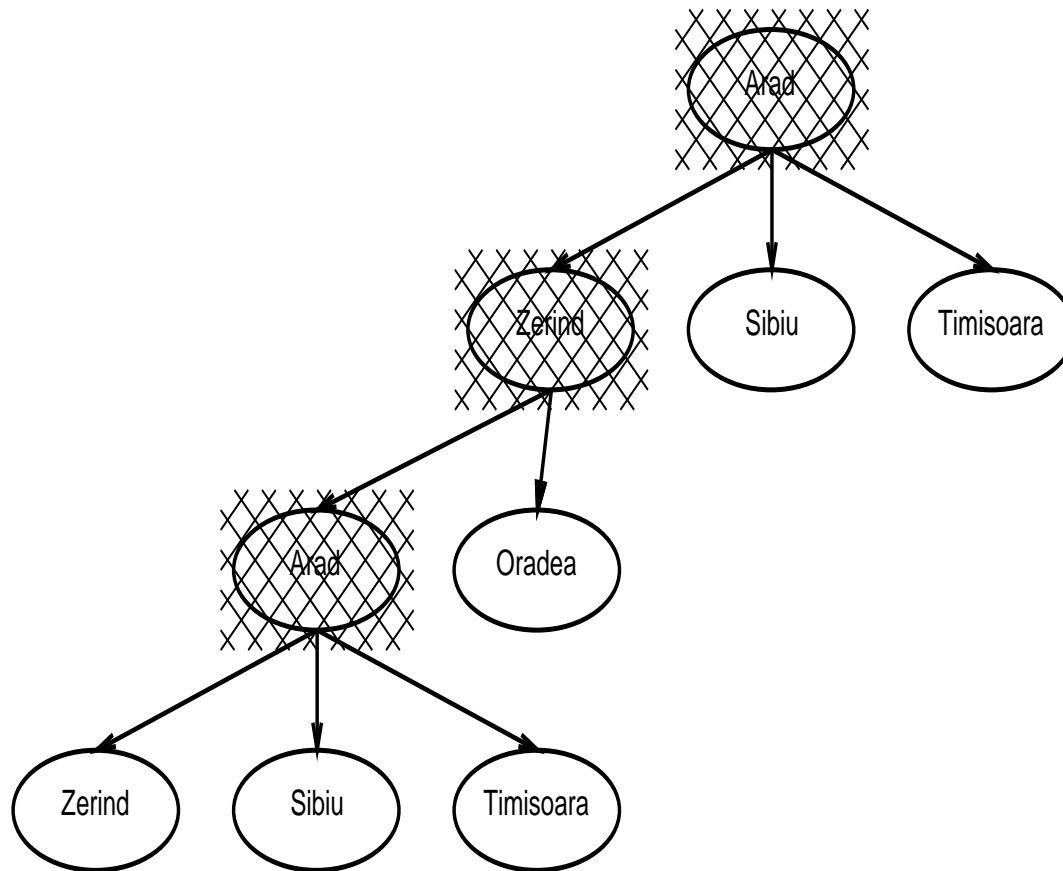 Arad
Zerind
Sibiu
Timisoara
Arad
Oradea
Zerind
Sibiu
Timisoara